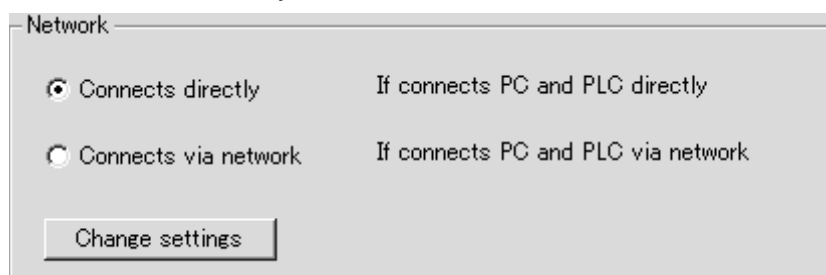 Network
Connects directly If connects PC and PLC directly
Connects via network If connects PC and PLC via network
Change settings